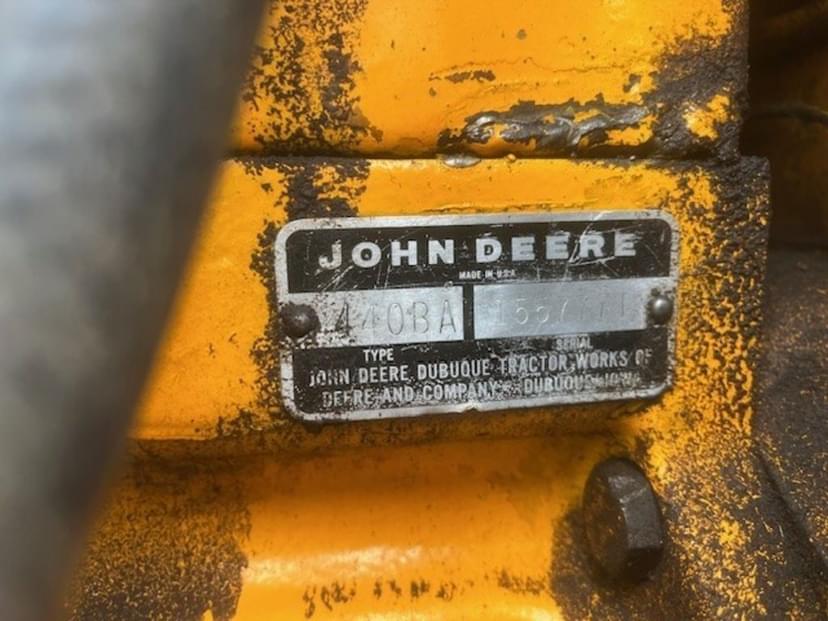 JOHN DEERE
MADE IN U.S.A
440BA
TYPE SERIAL
JOHN DEERE DUBUQUE TRACTOR WORKS OF
DEERE AND COMPANY DUBUQUE IOWA